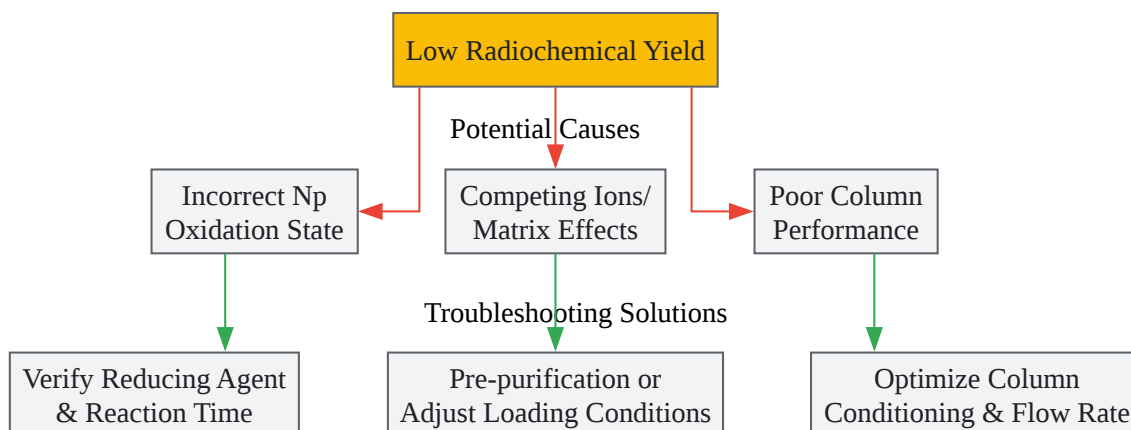 Low Radiochemical Yield
Potential Causes
Incorrect Np
Oxidation State
Competing Ions/
Matrix Effects
Poor Column
Performance
Troubleshooting Solutions
Verify Reducing Agent
& Reaction Time
Pre-purification or
Adjust Loading Conditions
Optimize Column
Conditioning & Flow Rate